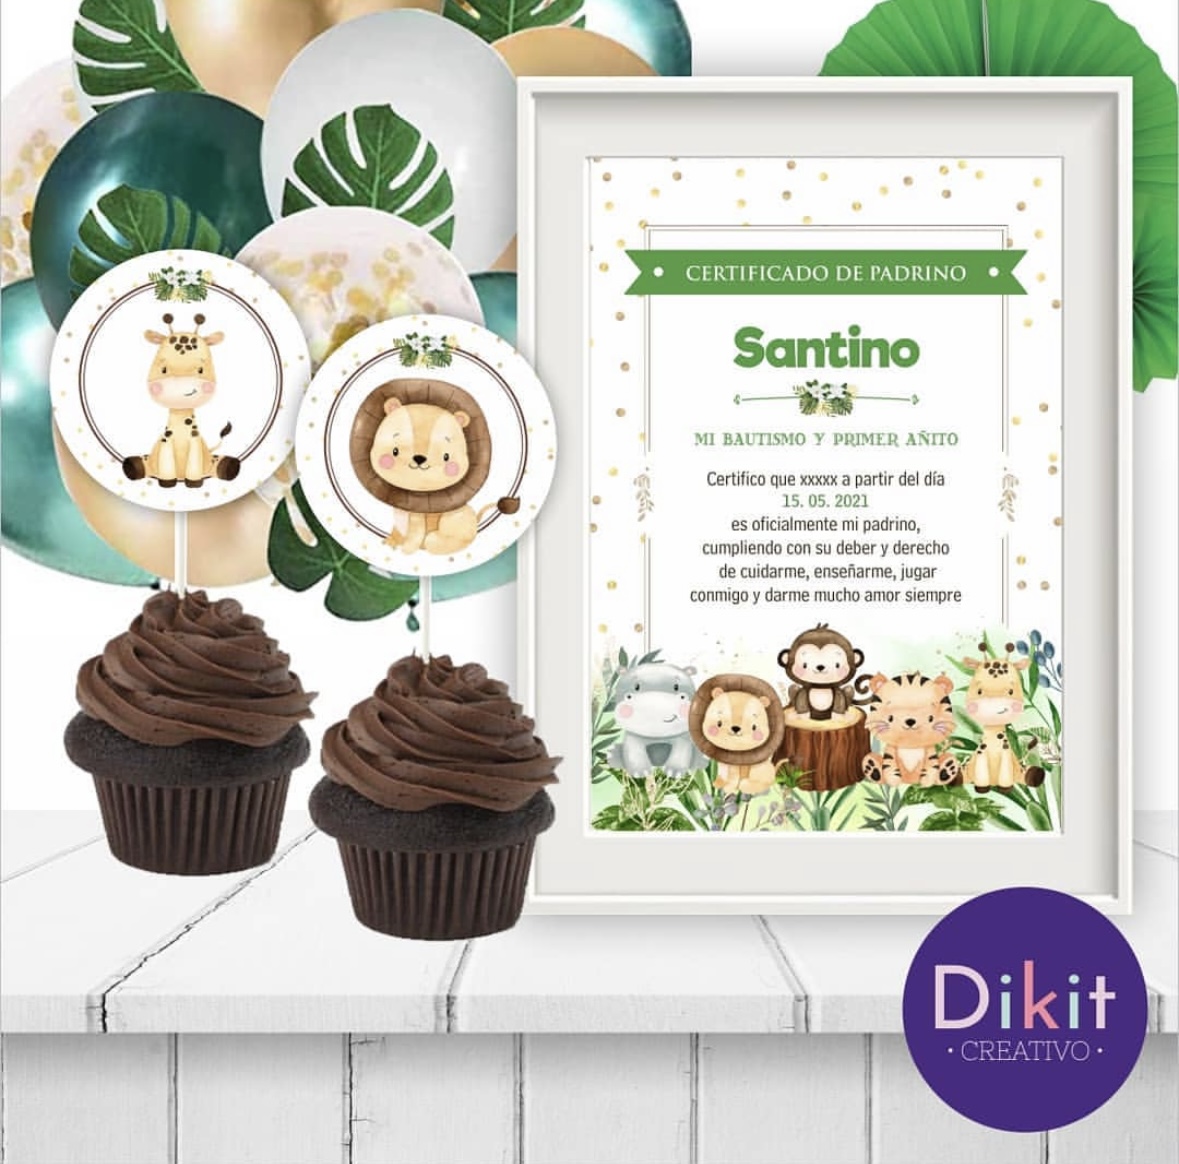 CERTIFICADO DE PADRINO
Santino
MI BAUTISMO Y PRIMER AÑITO
Certifico que xxxxx a partir del día
15. 05. 2021
es oficialmente mi padrino,
cumpliendo con su deber y derecho
de cuidarme, enseñarme, jugar
conmigo y darme mucho amor siempre
Dikit
· CREATIVO ·